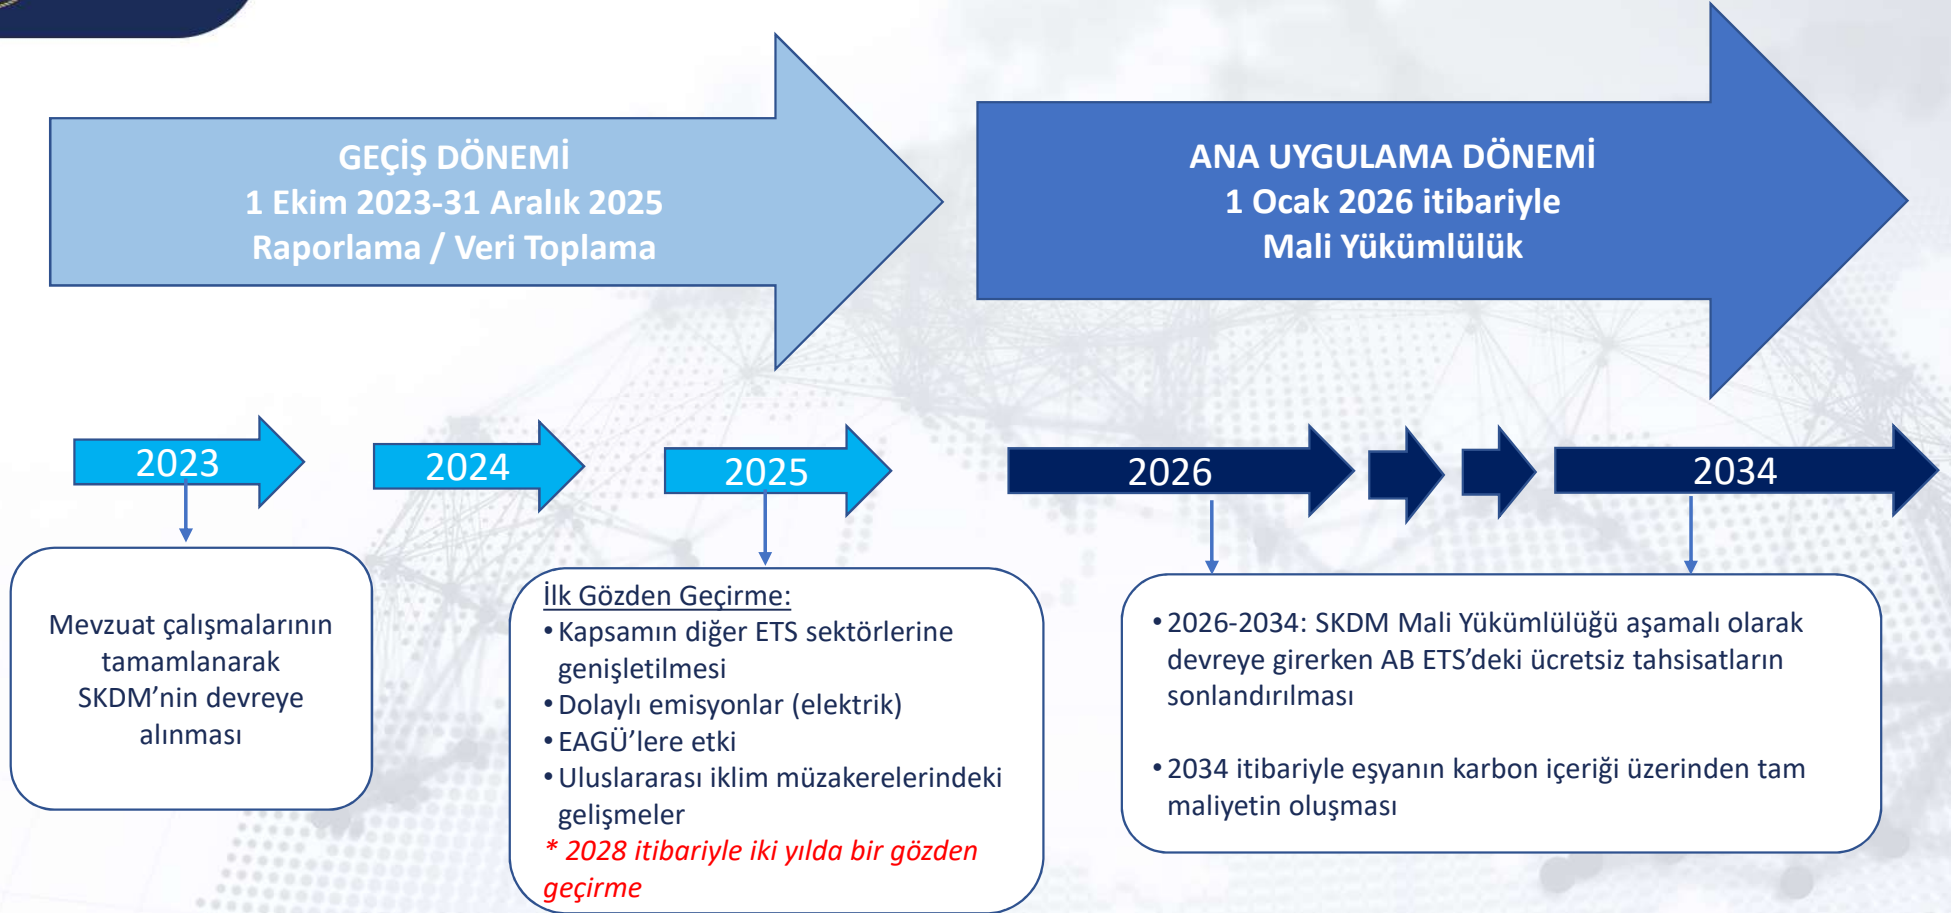 GEÇİŞ DÖNEMİ
1 Ekim 2023-31 Aralık 2025
Raporlama / Veri Toplama
ANA UYGULAMA DÖNEMİ
1 Ocak 2026 itibariyle
Mali Yükümlülük
2023
2024
2025
2026
2034
Mevzuat çalışmalarının
tamamlanarak
SKDM’nin devreye
alınması
İlk Gözden Geçirme:
• Kapsamın diğer ETS sektörlerine
genişletilmesi
• Dolaylı emisyonlar (elektrik)
• EAGÜ’lere etki
• Uluslararası iklim müzakerelerindeki
gelişmeler
* 2028 itibariyle iki yılda bir gözden
geçirme
• 2026-2034: SKDM Mali Yükümlülüğü aşamalı olarak
devreye girerken AB ETS’deki ücretsiz tahsisatların
sonlandırılması
• 2034 itibariyle eşyanın karbon içeriği üzerinden tam
maliyetin oluşması